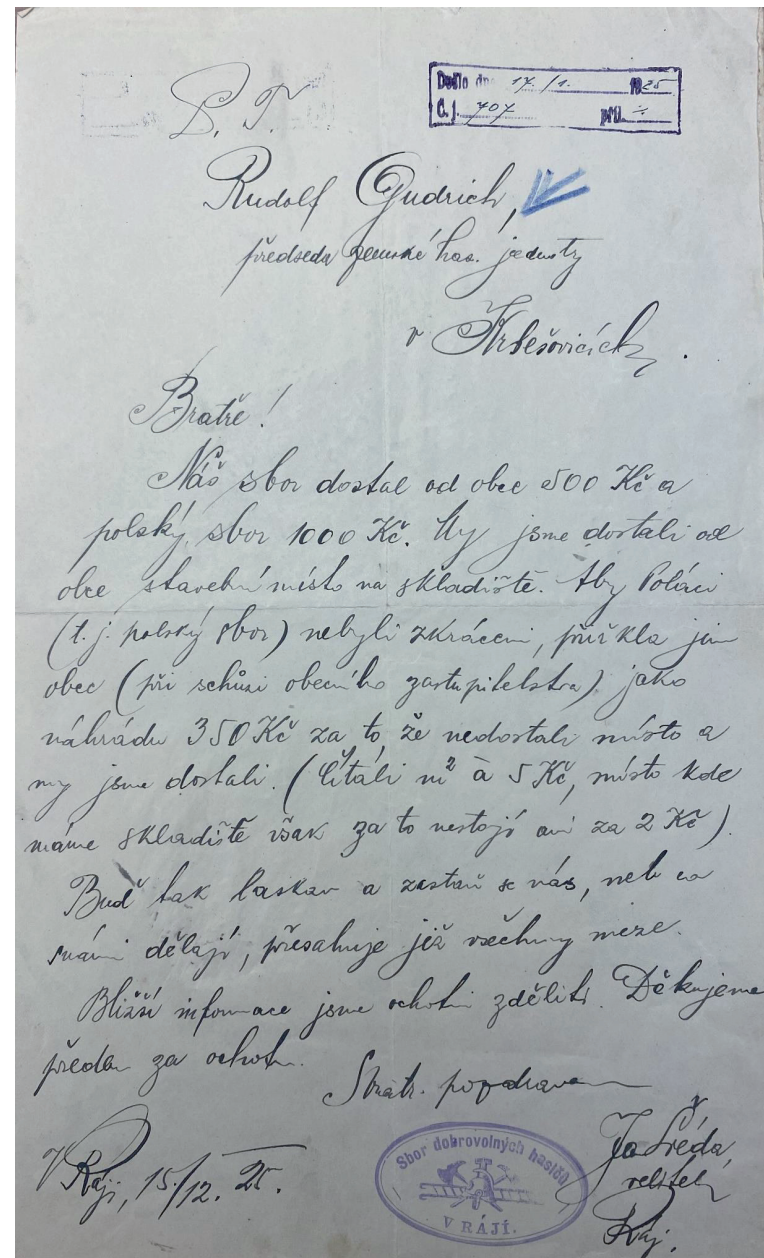 Došlo dne 17./1. 1925
Č. j. 707 příl. ÷
P. T.
Rudolf Gudrich,
předseda zemské has. jednoty
v Krbešovicích.
Bratře!
Náš sbor dostal od obce 500 Kč a
polský sbor 1000 Kč. My jsme dostali od
obce stavební místo na skladiště. Aby Poláci
(t. j. polský sbor) nebyli zkráceni, přiřkla jim
obec (při schůzi obecního zastupitelstva) jako
náhradu 350 Kč za to, že nedostali místo a
my jsme dostali. (Čítali m² à 5 Kč, místo kde
máme skladiště však za to nestojí ani za 2 Kč).
Buď tak laskav a zastaň se nás, neb co
s námi dělají, přesahuje již všechny meze.
Bližší informace jsme ochotni zděliti. Děkujeme
předem za ochotu.
Sbratr. pozdravem
V Ráji, 15/12. 25.
Sbor dobrovolných hasičů
V RÁJI.
Ja Śléda,
velitel,
Ráj.